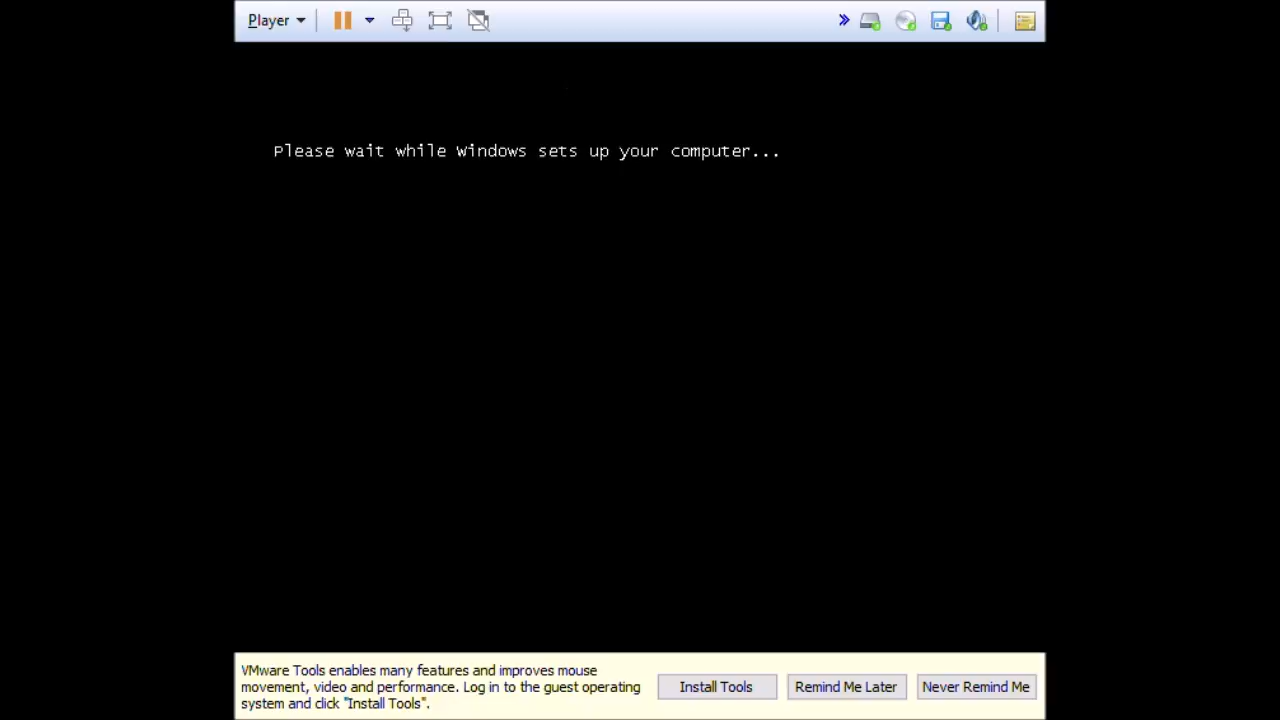 Player
Please wait while Windows sets up your computer...
VMware Tools enables many features and improves mouse
movement, video and performance. Log in to the guest operating
system and click "Install Tools".
Install Tools
Remind Me Later
Never Remind Me